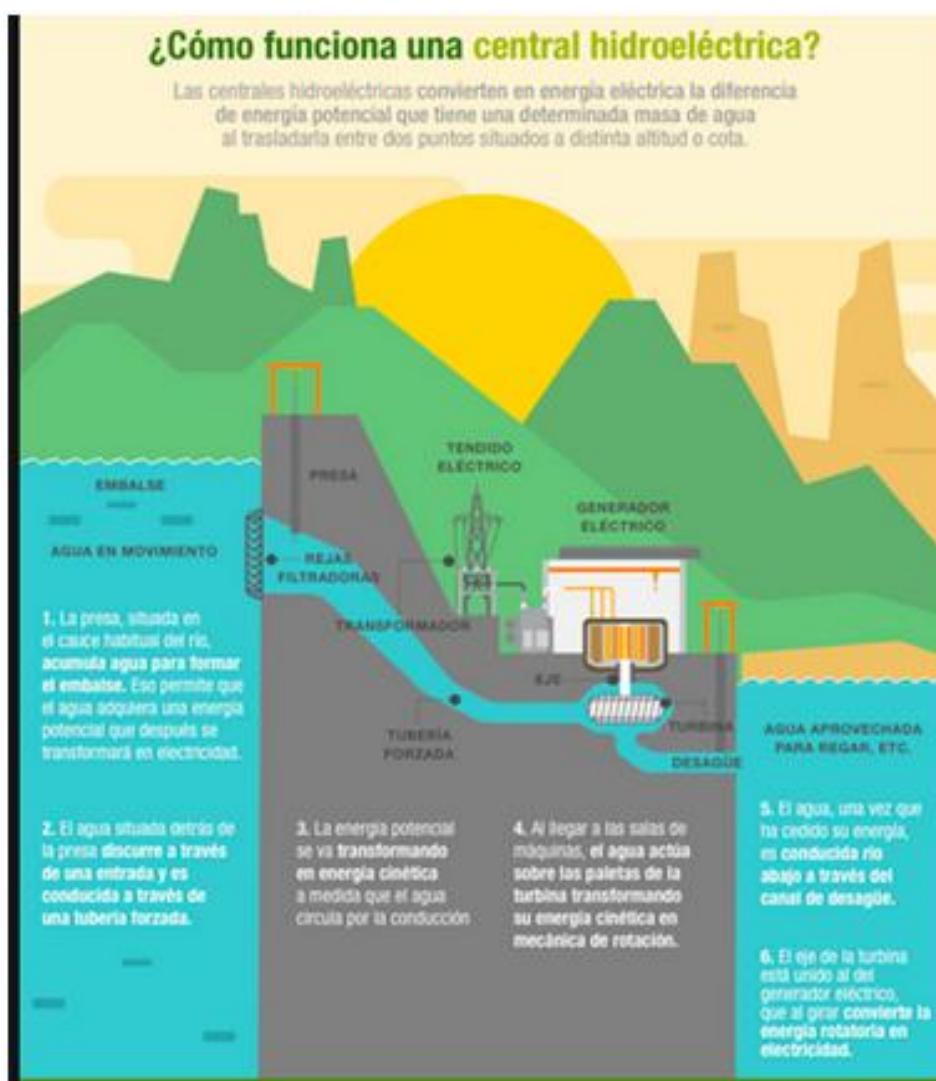 ¿Cómo funciona una central hidroeléctrica?
Las centrales hidroeléctricas convierten en energía eléctrica la diferencia
de energía potencial que tiene una determinada masa de agua
al trasladarla entre dos puntos situados a distinta altitud o cota.
TENDIDO
ELÉCTRICO
PRESA
EMBALSE
GENERADOR
ELÉCTRICO
AGUA EN MOVIMIENTO
REJAS
FILTRADORAS
TRANSFORMADOR
EJE
TURBINA
TUBERÍA
FORZADA
DESAGÜE
AGUA APROVECHADA
PARA REGAR, ETC.
1. La presa, situada en
el cauce habitual del río,
acumula agua para formar
el embalse. Eso permite que
el agua adquiera una energía
potencial que después se
transformará en electricidad.
2. El agua situada detrás de
la presa discurre a través
de una entrada y es
conducida a través de
una tubería forzada.
3. La energía potencial
se va transformando
en energía cinética
a medida que el agua
circula por la conducción
4. Al llegar a las salas de
máquinas, el agua actúa
sobre las paletas de la
turbina transformando
su energía cinética en
mecánica de rotación.
5. El agua, una vez que
ha cedido su energía,
es conducida río
abajo a través del
canal de desagüe.
6. El eje de la turbina
está unido al del
generador eléctrico,
que al girar convierte la
energía rotatoria en
electricidad.